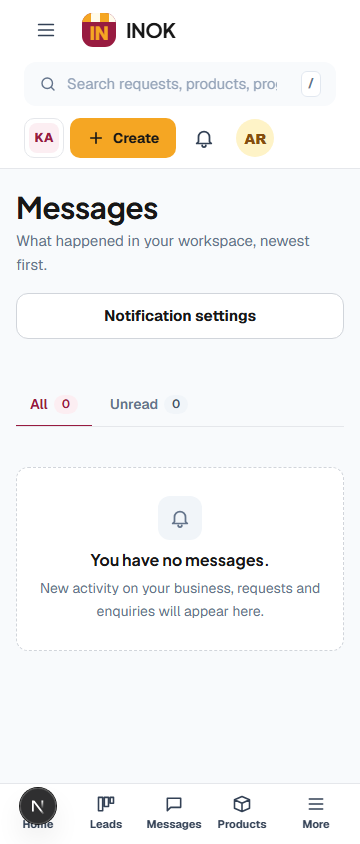 IN INOK
Search requests, products, pro
/
KA
+ Create
AR
Messages
What happened in your workspace, newest
first.
Notification settings
All 0 Unread 0
You have no messages.
New activity on your business, requests and
enquiries will appear here.
N
Home Leads Messages Products More